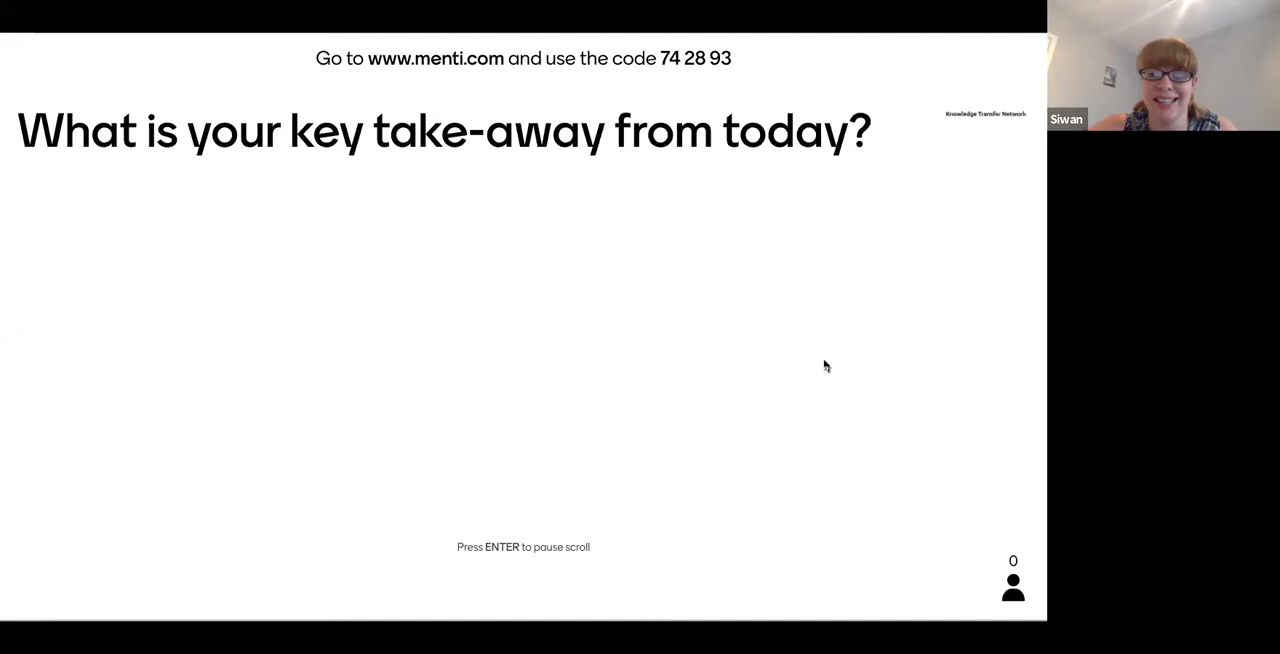 Go to www.menti.com and use the code 74 28 93
What is your key take-away from today?
Knowledge Transfer Network
Siwan
Press ENTER to pause scroll
0